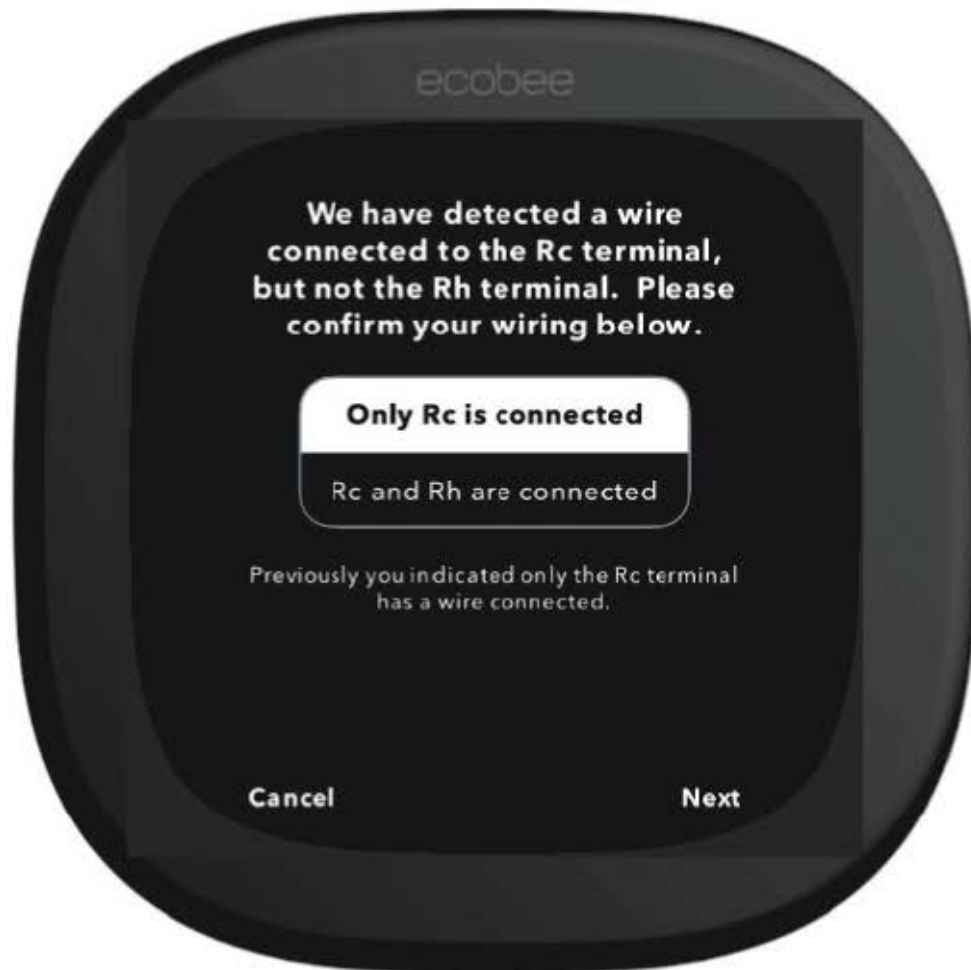 ecobee
We have detected a wire
connected to the Rc terminal,
but not the Rh terminal. Please
confirm your wiring below.
Only Rc is connected
Rc and Rh are connected
Previously you indicated only the Rc terminal
has a wire connected.
Cancel
Next